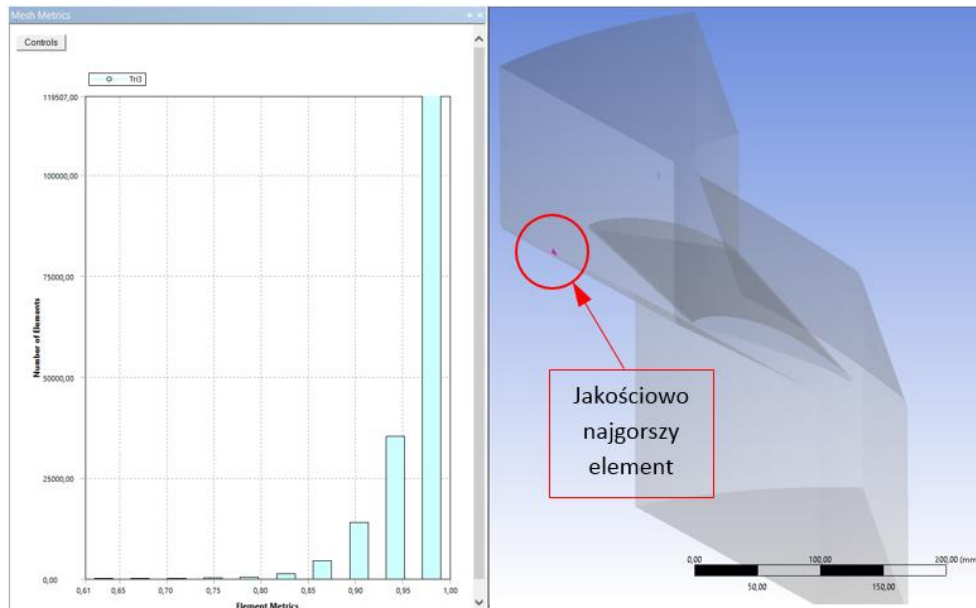 Mesh Metrics
Controls
Tri3
119507,00
100000,00
75000,00
50000,00
25000,00
0,00
Number of Elements
0,61 0,65 0,70 0,75 0,80 0,85 0,90 0,95 1,00
Element Metrics
Jakościowo
najgorszy
element
0,00 100,00 200,00 (mm
50,00 150,00